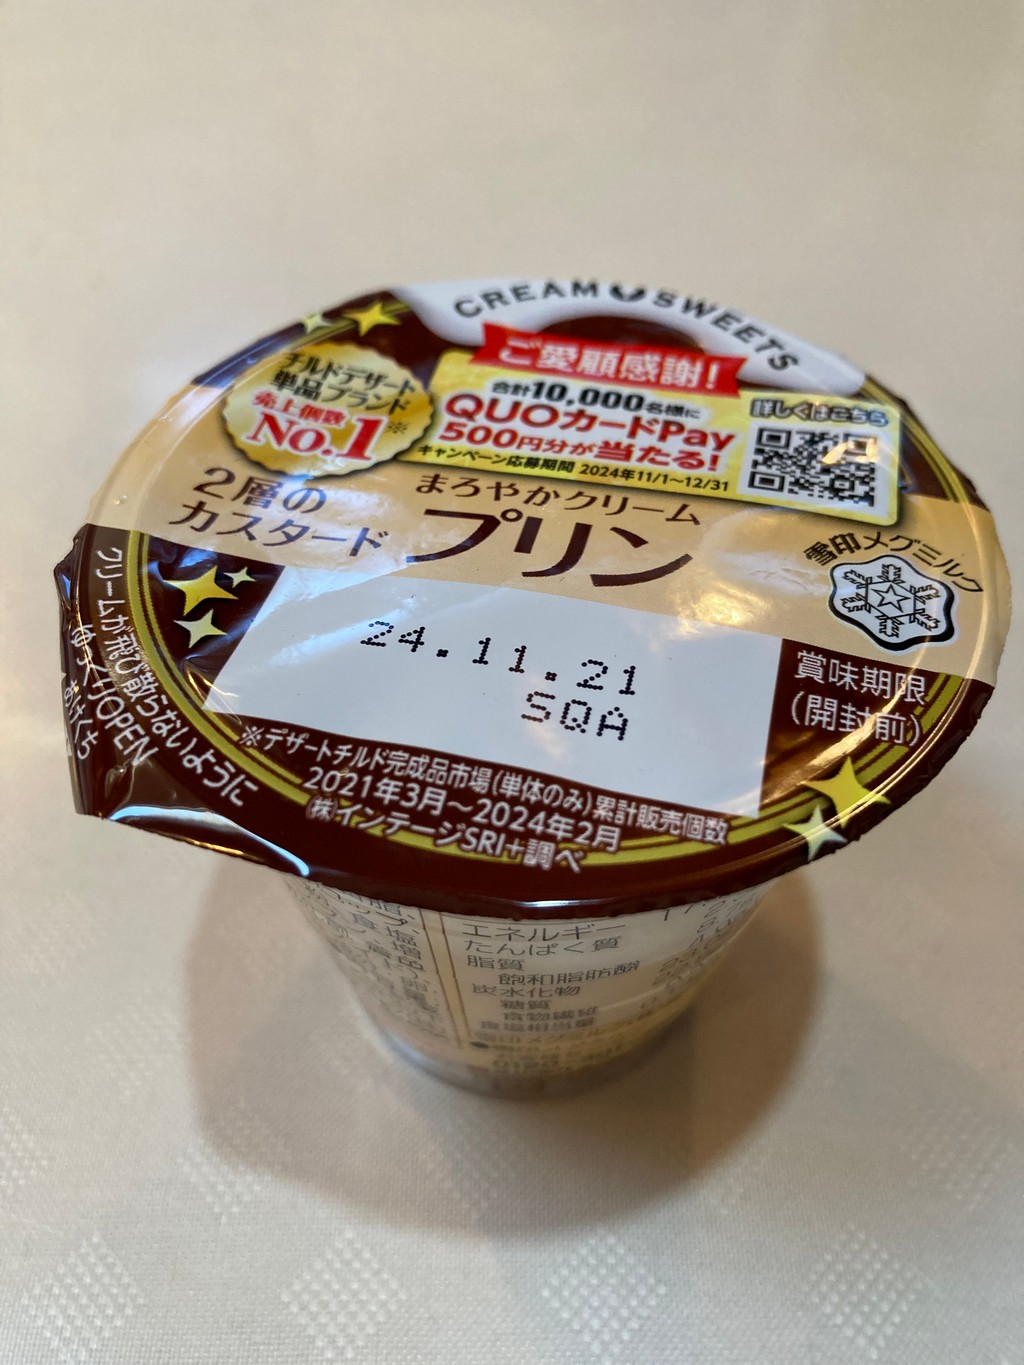 CREAM SWEETS
ご愛顧感謝!
チルドデザート
単品ブランド
売上個数
No.1※
合計10,000名様に
QUOカードPay
500円分が当たる!
キャンペーン応募期間 2024年11/1~12/31
詳しくはこちら
2層の
カスタード
まろやかクリーム
プリン
雪印メグミルク
24.11.21
SQA
賞味期限
(開封前)
クリームが飛び散らないように
ゆっくりOPEN
あけくち
※デザートチルド完成品市場(単体のみ)累計販売個数
2021年3月~2024年2月
㈱インテージSRI+調べ
エネルギー
たんぱく質
脂質
飽和脂肪酸
炭水化物
糖質
食物繊維
食塩相当量